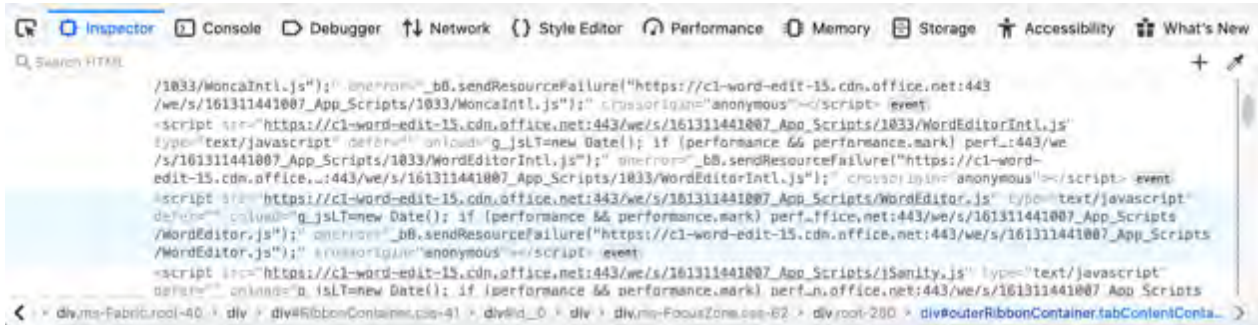 Inspector Console Debugger Network Style Editor Performance Memory Storage Accessibility What's New
Search HTML
/1033/WoncaIntl.js");" onerror="_bB.sendResourceFailure("https://c1-word-edit-15.cdn.office.net:443
/we/s/161311441007_App_Scripts/1033/WoncaIntl.js");" crossorigin="anonymous"></script> event
<script src="https://c1-word-edit-15.cdn.office.net:443/we/s/161311441007_App_Scripts/1033/WordEditorIntl.js"
type="text/javascript" defer="" onload="g_jsLT=new Date(); if (performance && performance.mark) perf…:443/we
/s/161311441007_App_Scripts/1033/WordEditorIntl.js");" onerror="_bB.sendResourceFailure("https://c1-word-
edit-15.cdn.office.…:443/we/s/161311441007_App_Scripts/1033/WordEditorIntl.js");" crossorigin="anonymous"></script> event
<script src="https://c1-word-edit-15.cdn.office.net:443/we/s/161311441007_App_Scripts/WordEditor.js" type="text/javascript"
defer="" onload="g_jsLT=new Date(); if (performance && performance.mark) perf…ffice.net:443/we/s/161311441007_App_Scripts
/WordEditor.js");" onerror="_bB.sendResourceFailure("https://c1-word-edit-15.cdn.office.net:443/we/s/161311441007_App_Scripts
/WordEditor.js");" crossorigin="anonymous"></script> event
<script src="https://c1-word-edit-15.cdn.office.net:443/we/s/161311441007_App_Scripts/jSanity.js" type="text/javascript"
defer="" onload="g_jsLT=new Date(); if (performance && performance.mark) perf…n.office.net:443/we/s/161311441007_App_Scripts
div.ms-Fabric.root-40 > div > div#RibbonContainer.css-41 > div#id__0 > div > div.ms-FocusZone.css-62 > div.root-280 > div#outerRibbonContainer.tabContentConta…